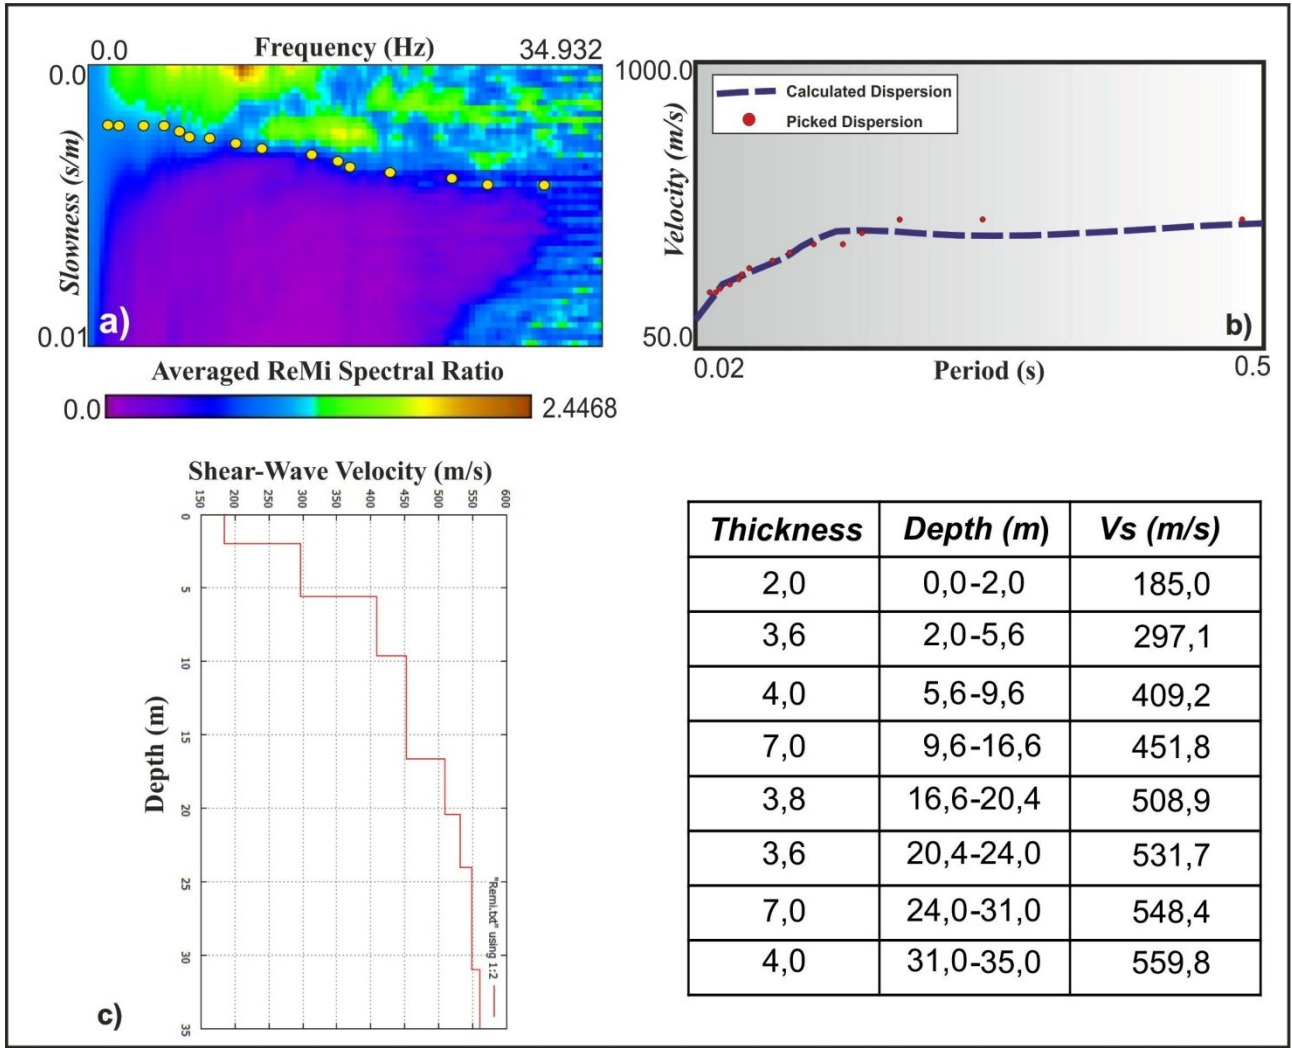 0.0 Frequency (Hz) 34.932
0.0
Slowness (s/m)
0.01
a)
Averaged ReMi Spectral Ratio
0.0 2.4468
1000.0
Velocity (m/s)
50.0
Calculated Dispersion
Picked Dispersion
b)
0.02 Period (s) 0.5
Shear-Wave Velocity (m/s)
150 200 250 300 350 400 450 500 550 600
0
5
10
15
20
25
30
35
Depth (m)
"Remi.txt" using 1:2
c)
Thickness Depth (m) Vs (m/s)
2,0 0,0-2,0 185,0
3,6 2,0-5,6 297,1
4,0 5,6-9,6 409,2
7,0 9,6-16,6 451,8
3,8 16,6-20,4 508,9
3,6 20,4-24,0 531,7
7,0 24,0-31,0 548,4
4,0 31,0-35,0 559,8